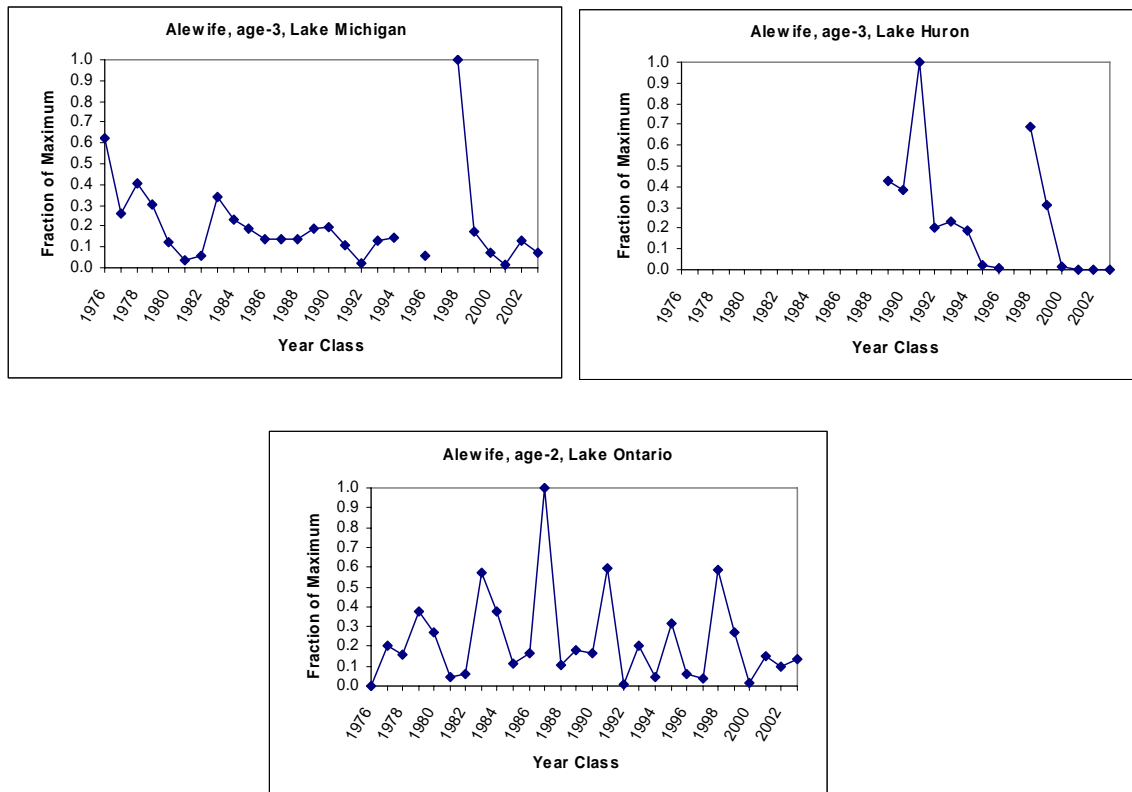 Alewife, age-3, Lake Michigan
Fraction of Maximum
1.0
0.9
0.8
0.7
0.6
0.5
0.4
0.3
0.2
0.1
0.0
1976 1978 1980 1982 1984 1986 1988 1990 1992 1994 1996 1998 2000 2002
Year Class
Alewife, age-3, Lake Huron
Fraction of Maximum
1.0
0.9
0.8
0.7
0.6
0.5
0.4
0.3
0.2
0.1
0.0
1976 1978 1980 1982 1984 1986 1988 1990 1992 1994 1996 1998 2000 2002
Year Class
Alewife, age-2, Lake Ontario
Fraction of Maximum
1.0
0.9
0.8
0.7
0.6
0.5
0.4
0.3
0.2
0.1
0.0
1976 1978 1980 1982 1984 1986 1988 1990 1992 1994 1996 1998 2000 2002
Year Class